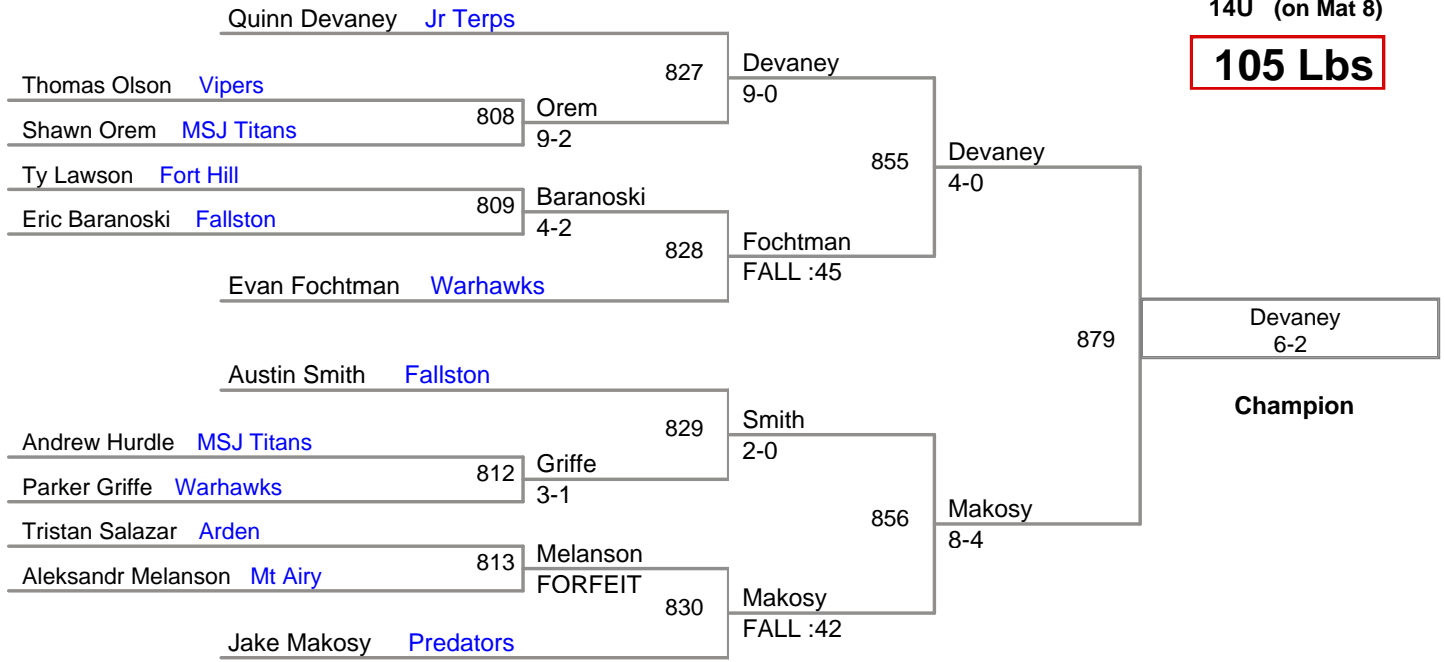 14U (on Mat 8)
105 Lbs
Quinn Devaney Jr Terps
827
Devaney
9-0
Thomas Olson Vipers
808
Orem
9-2
Shawn Orem MSJ Titans
855
Devaney
4-0
Ty Lawson Fort Hill
809
Baranoski
4-2
Eric Baranoski Fallston
828
Fochtman
FALL :45
Evan Fochtman Warhawks
879
Devaney
6-2
Champion
Austin Smith Fallston
829
Smith
2-0
Andrew Hurdle MSJ Titans
812
Griffe
3-1
Parker Griffe Warhawks
856
Makosy
8-4
Tristan Salazar Arden
813
Melanson
FORFEIT
Aleksandr Melanson Mt Airy
830
Makosy
FALL :42
Jake Makosy Predators